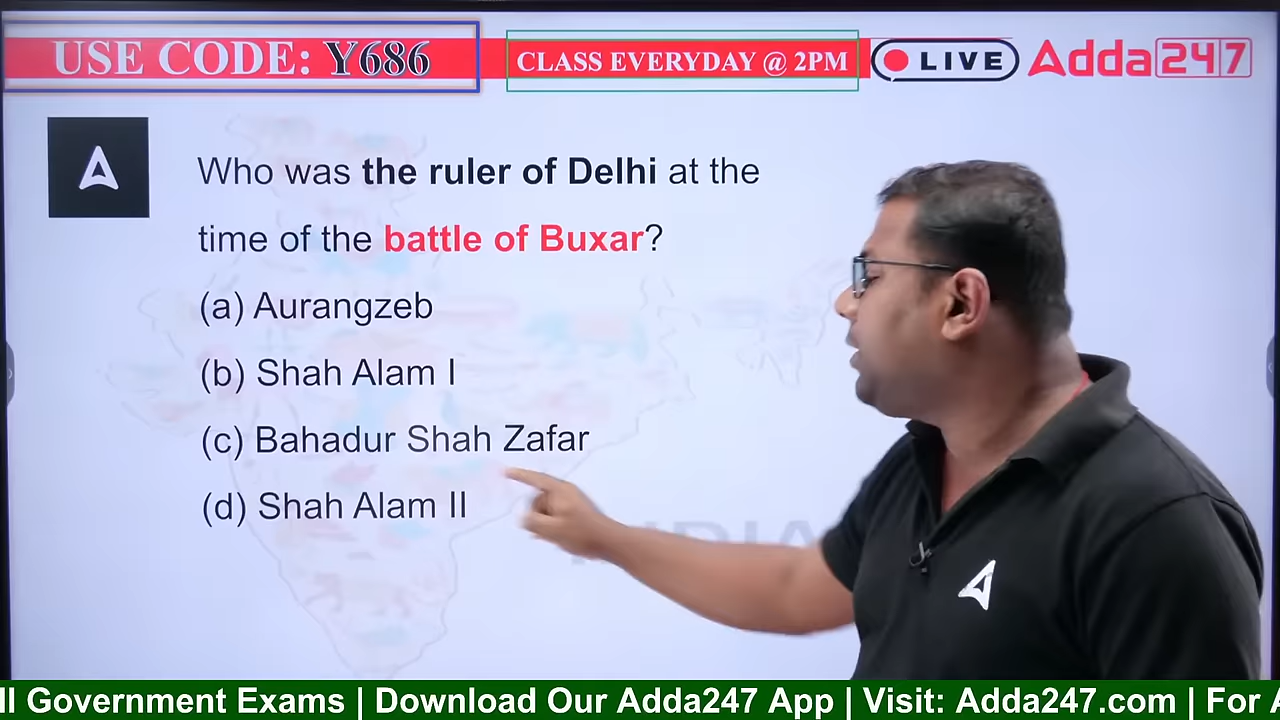 USE CODE: Y686
CLASS EVERYDAY @ 2PM
LIVE
Adda247
Who was the ruler of Delhi at the
time of the battle of Buxar?
(a) Aurangzeb
(b) Shah Alam I
(c) Bahadur Shah Zafar
(d) Shah Alam II
INDIA
ll Government Exams | Download Our Adda247 App | Visit: Adda247.com | For A